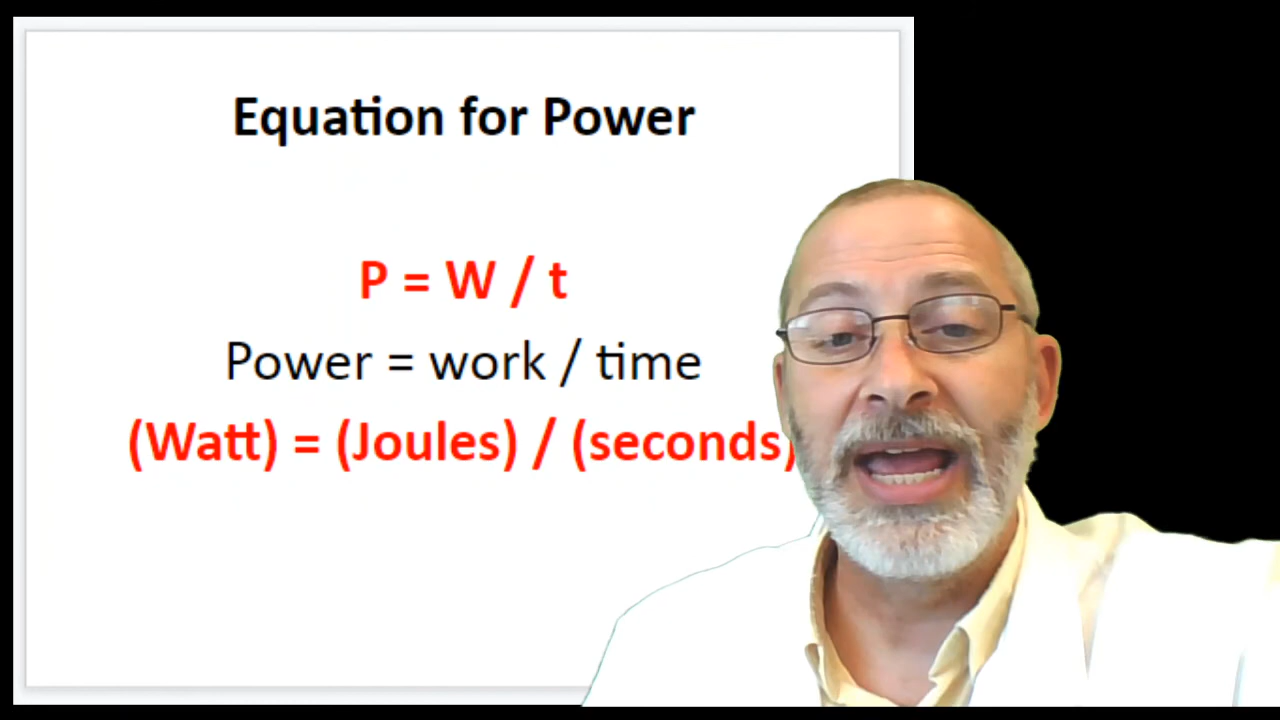 Equation for Power
P = W / t
Power = work / time
(Watt) = (Joules) / (seconds)